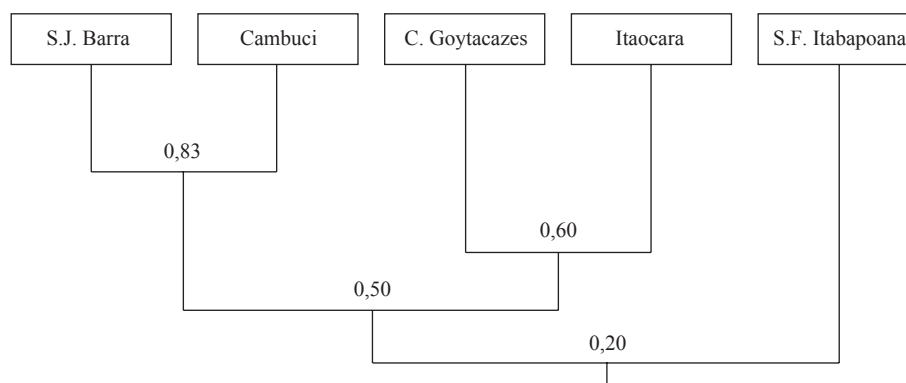 S.J. Barra
Cambuci
C. Goytacazes
Itaocara
S.F. Itabapoana
0,83
0,60
0,50
0,20